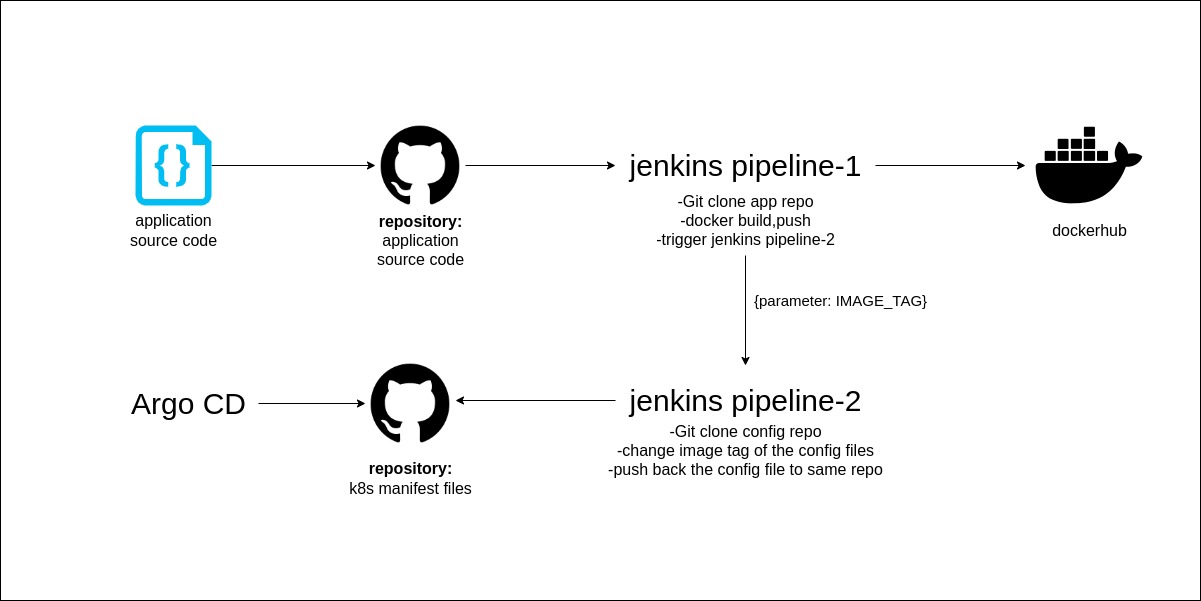 application
source code
repository:
application
source code
jenkins pipeline-1
-Git clone app repo
-docker build,push
-trigger jenkins pipeline-2
dockerhub
{parameter: IMAGE_TAG}
Argo CD
repository:
k8s manifest files
jenkins pipeline-2
-Git clone config repo
-change image tag of the config files
-push back the config file to same repo